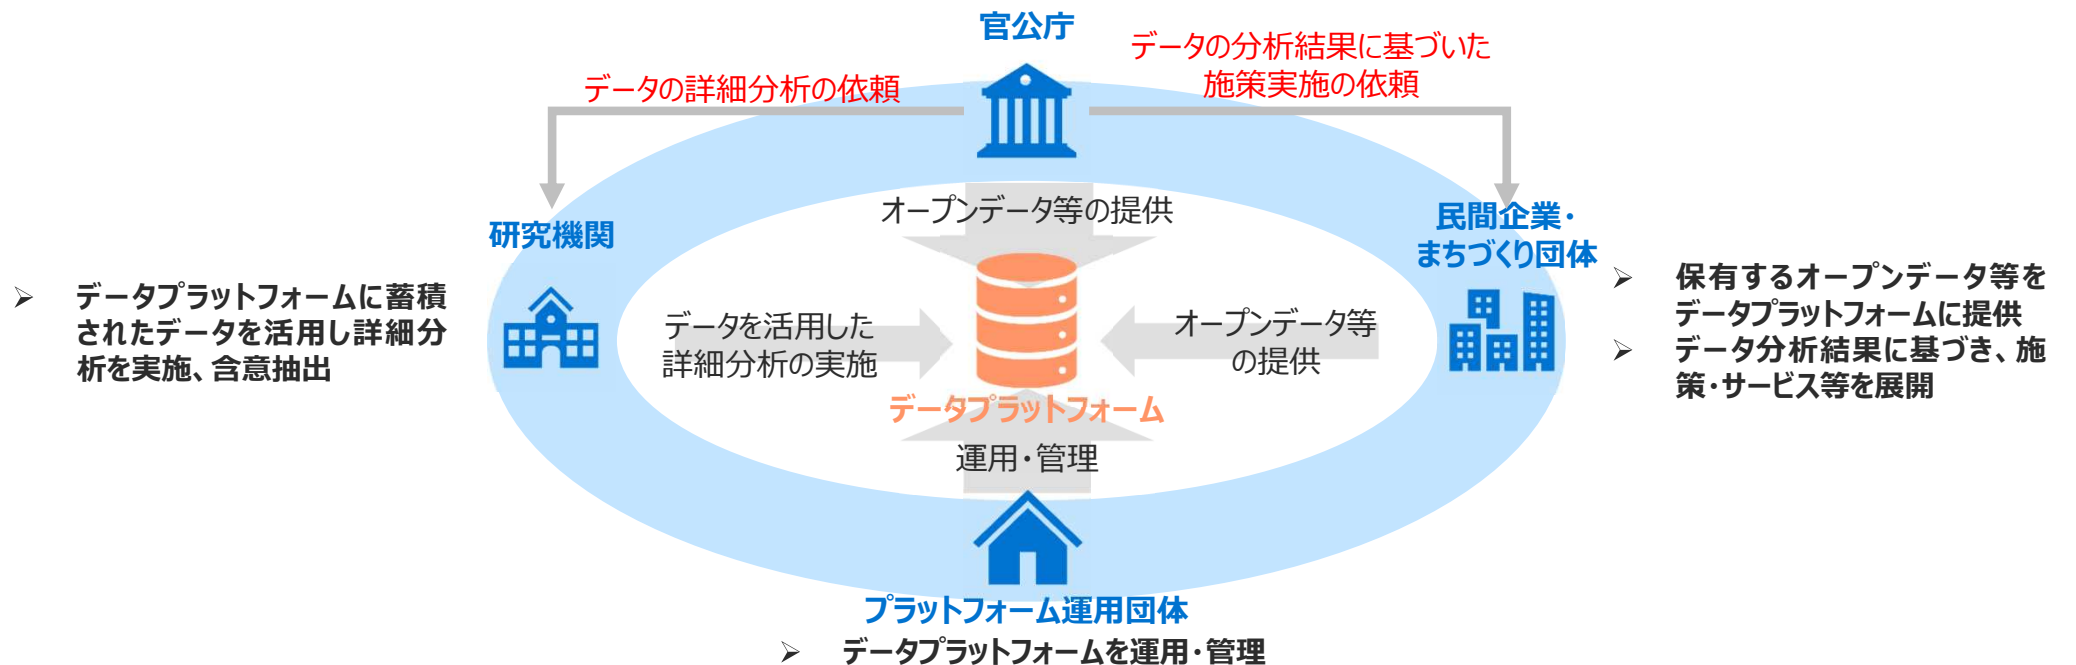 官公庁
データの分析結果に基づいた
施策実施の依頼
データの詳細分析の依頼
オープンデータ等の提供
研究機関
民間企業・
まちづくり団体
➢ データプラットフォームに蓄積
されたデータを活用し詳細分
析を実施、含意抽出
データを活用した
詳細分析の実施
オープンデータ等
の提供
➢ 保有するオープンデータ等を
データプラットフォームに提供
➢ データ分析結果に基づき、施
策・サービス等を展開
データプラットフォーム
運用・管理
プラットフォーム運用団体
➢ データプラットフォームを運用・管理